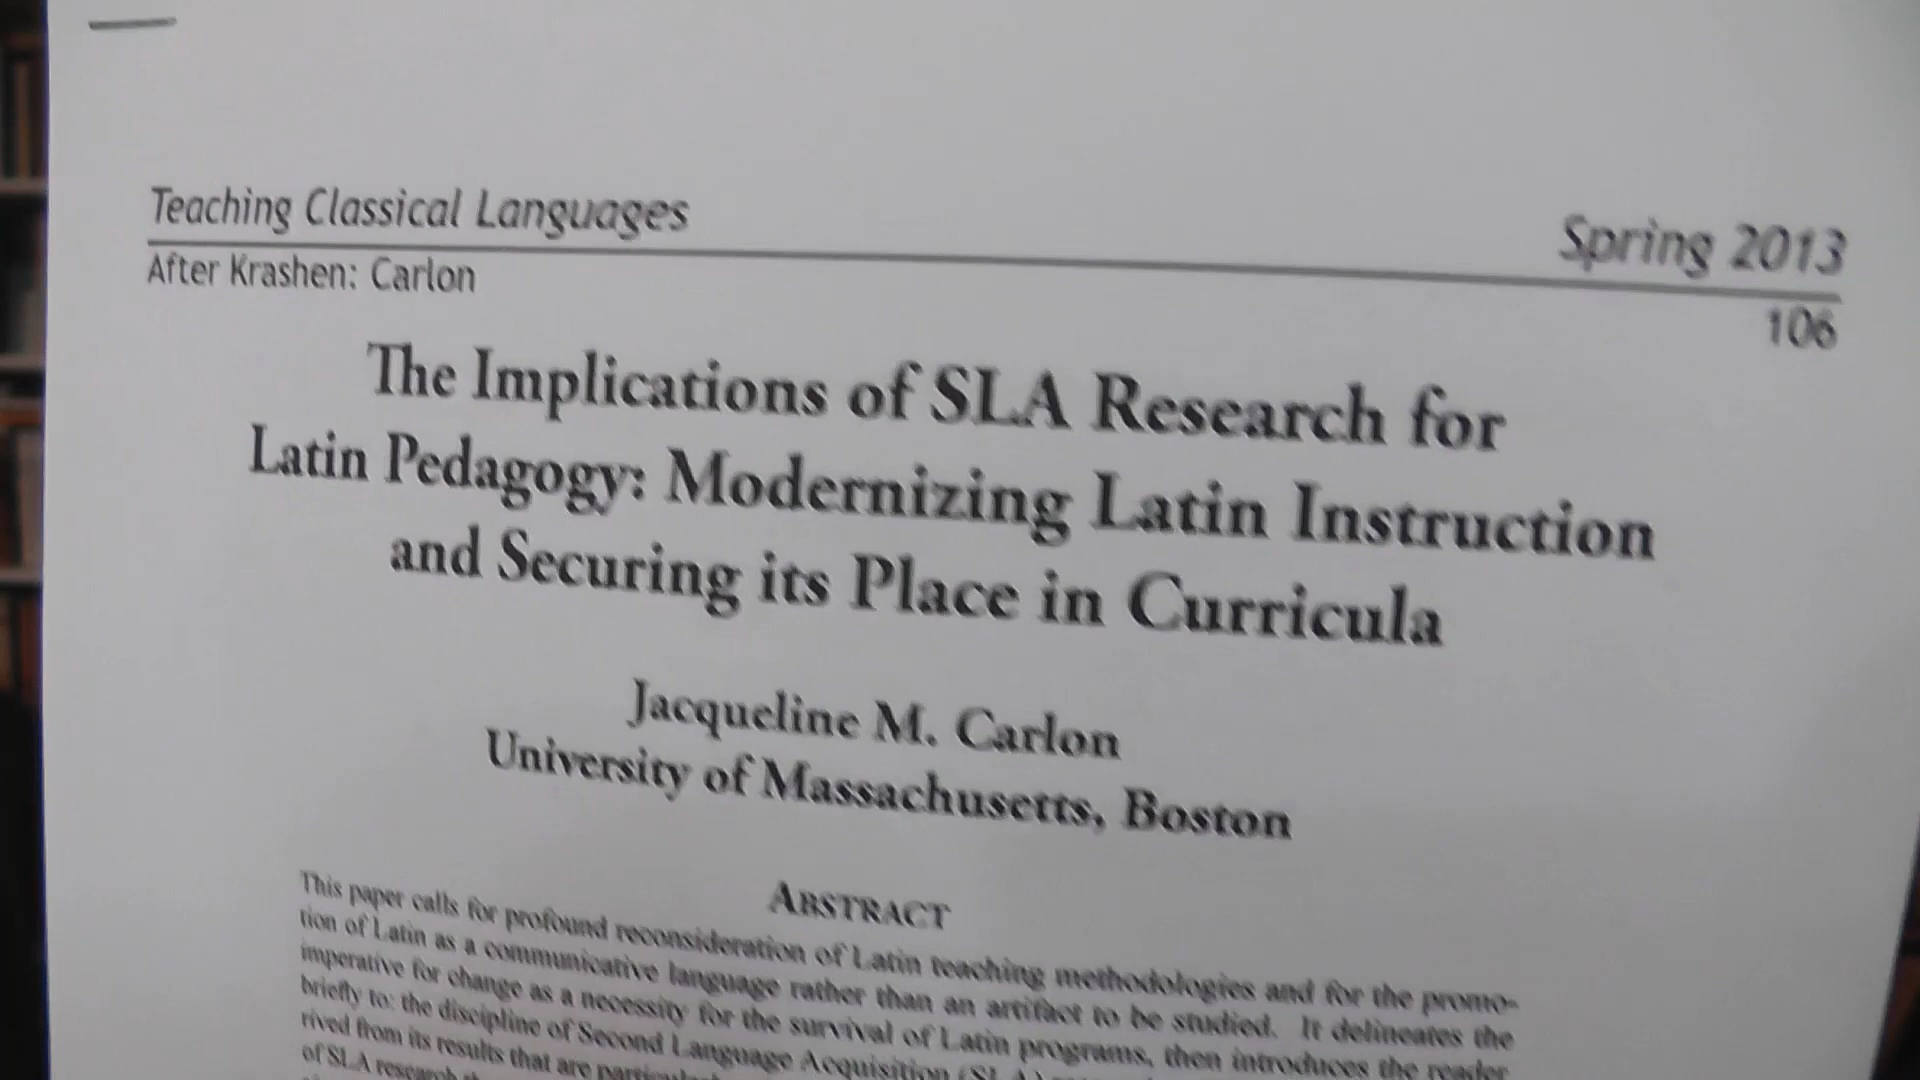 Teaching Classical Languages
Spring 2013
After Krashen: Carlon
106
The Implications of SLA Research for
Latin Pedagogy: Modernizing Latin Instruction
and Securing its Place in Curricula
Jacqueline M. Carlon
University of Massachusetts, Boston
Abstract
This paper calls for profound reconsideration of Latin teaching methodologies and for the promo-
tion of Latin as a communicative language rather than an artifact to be studied. It delineates the
imperative for change as a necessity for the survival of Latin programs, then introduces the reader
briefly to: the discipline of Second Language Acquisition (SLA)
rived from its results that are
of SLA research